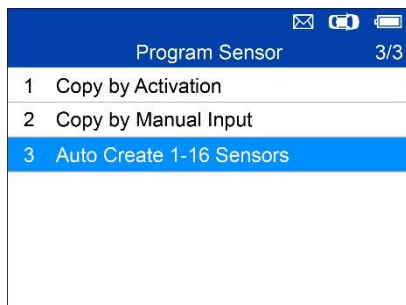 Program Sensor 3/3
1 Copy by Activation
2 Copy by Manual Input
3 Auto Create 1-16 Sensors